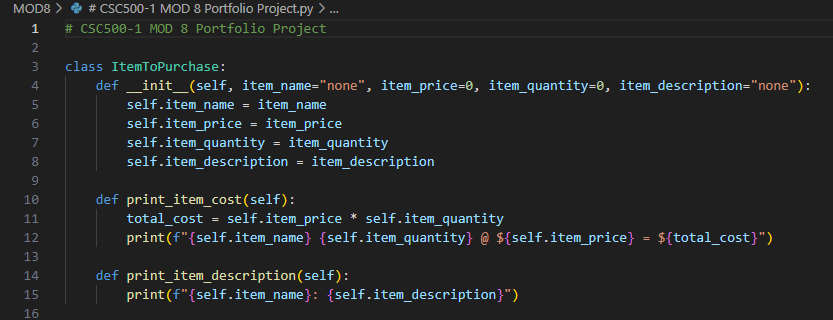 MOD8 > # CSC500-1 MOD 8 Portfolio Project.py > ...
1 # CSC500-1 MOD 8 Portfolio Project
2
3 class ItemToPurchase:
4     def __init__(self, item_name="none", item_price=0, item_quantity=0, item_description="none"):
5         self.item_name = item_name
6         self.item_price = item_price
7         self.item_quantity = item_quantity
8         self.item_description = item_description
9
10     def print_item_cost(self):
11         total_cost = self.item_price * self.item_quantity
12         print(f"{self.item_name} {self.item_quantity} @ ${self.item_price} = ${total_cost}")
13
14     def print_item_description(self):
15         print(f"{self.item_name}: {self.item_description}")
16